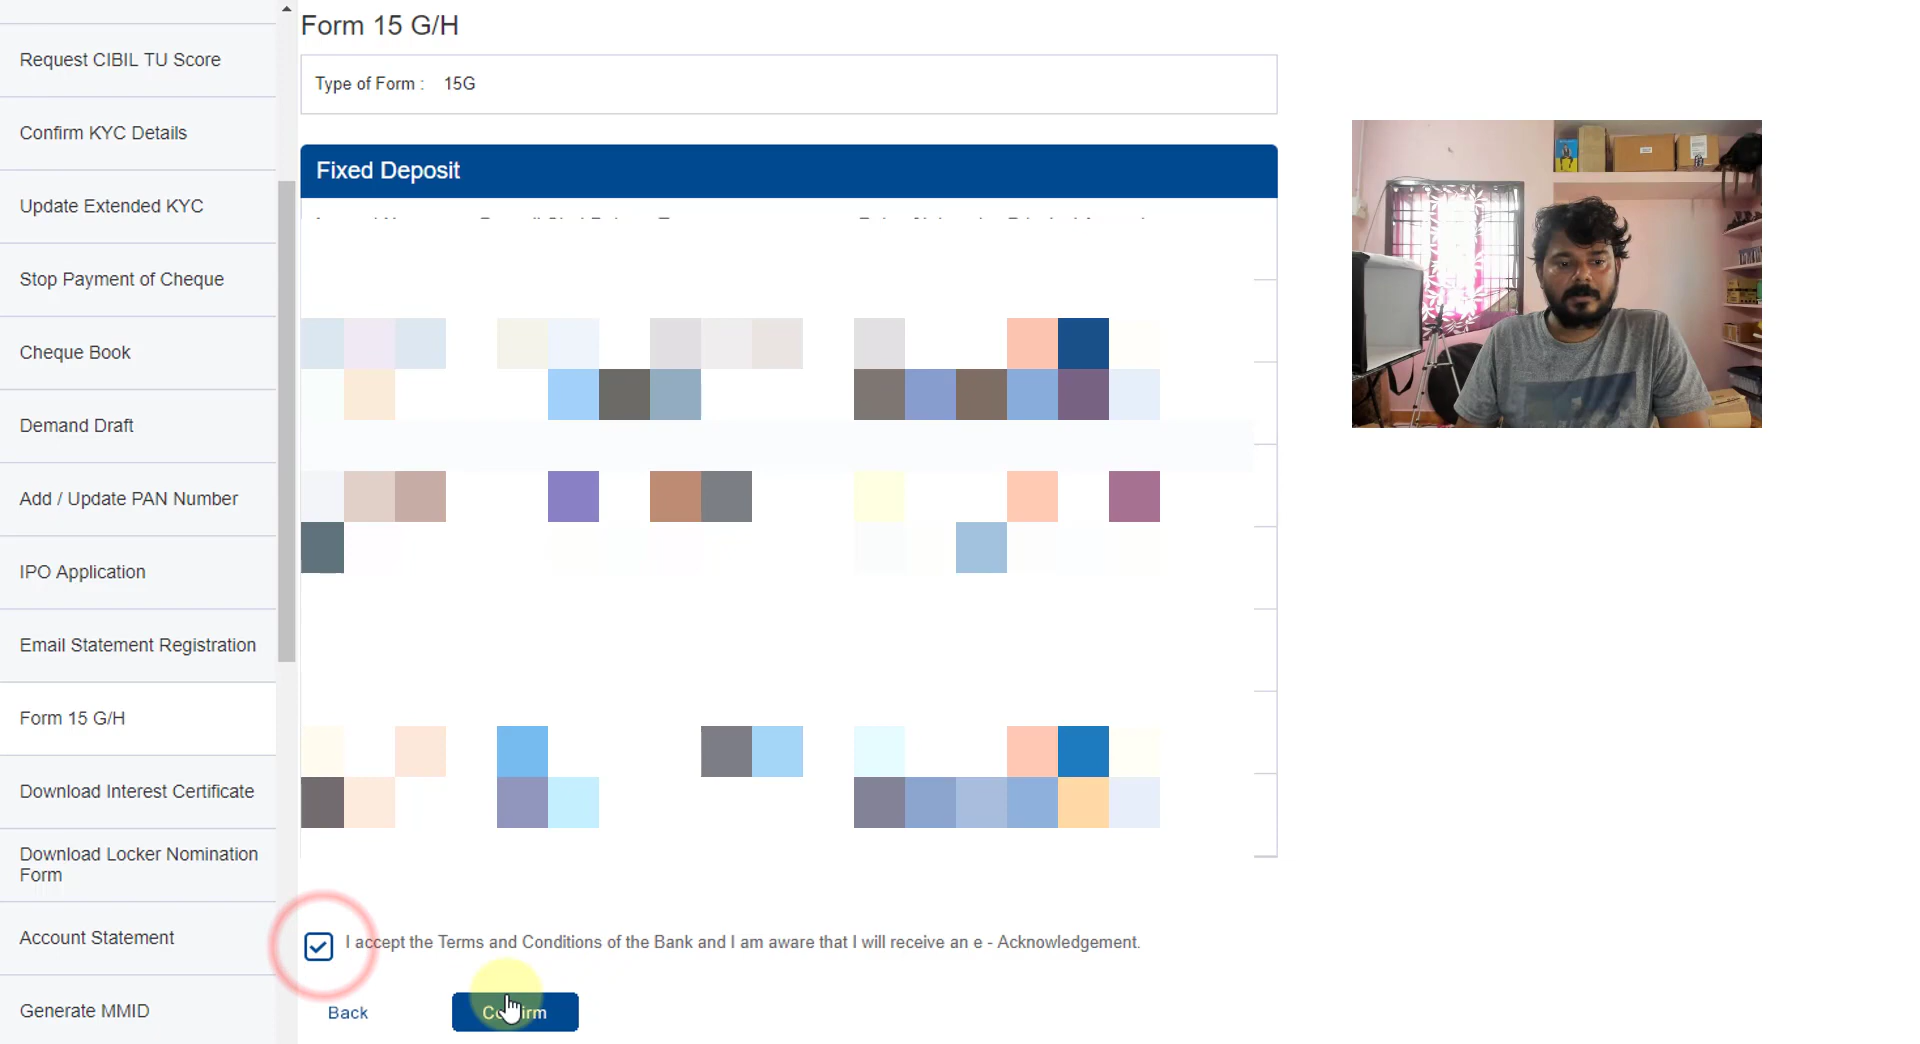 Form 15 G/H
Type of Form : 15G
Fixed Deposit
Request CIBIL TU Score
Confirm KYC Details
Update Extended KYC
Stop Payment of Cheque
Cheque Book
Demand Draft
Add / Update PAN Number
IPO Application
Email Statement Registration
Form 15 G/H
Download Interest Certificate
Download Locker Nomination
Form
Account Statement
Generate MMID
I accept the Terms and Conditions of the Bank and I am aware that I will receive an e - Acknowledgement.
Back
Confirm